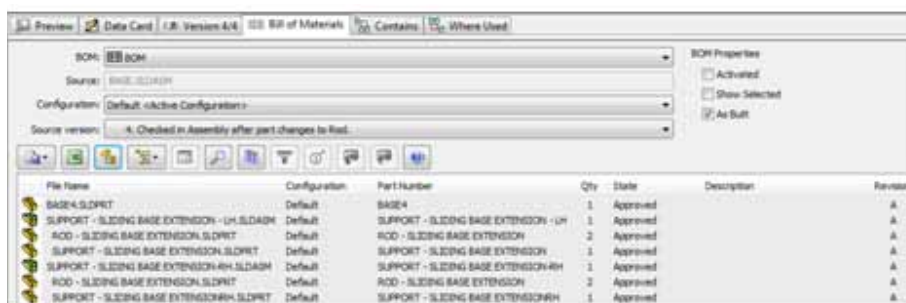 Preview Data Card Version 4/4 Bill of Materials Contains Where Used
BOM: BOM
BOM Properties
Source: BASE.SLDASM
Activated
Show Selected
Configuration: Default <Active Configuration>
As Built
Source version: 4. Checked in Assembly after part changes to Rod.
File Name Configuration Part Number Qty State Description Revision
BASE4.SLDPRT Default BASE4 1 Approved A
SUPPORT - SLIDING BASE EXTENSION - LH.SLDASM Default SUPPORT - SLIDING BASE EXTENSION - LH 1 Approved A
ROD - SLIDING BASE EXTENSION.SLDPRT Default ROD - SLIDING BASE EXTENSION 2 Approved A
SUPPORT - SLIDING BASE EXTENSION.SLDPRT Default SUPPORT - SLIDING BASE EXTENSION 1 Approved A
SUPPORT - SLIDING BASE EXTENSION-RH.SLDASM Default SUPPORT - SLIDING BASE EXTENSION-RH 1 Approved A
ROD - SLIDING BASE EXTENSION.SLDPRT Default ROD - SLIDING BASE EXTENSION 2 Approved A
SUPPORT - SLIDING BASE EXTENSIONRH.SLDPRT Default SUPPORT - SLIDING BASE EXTENSIONRH 1 Approved A